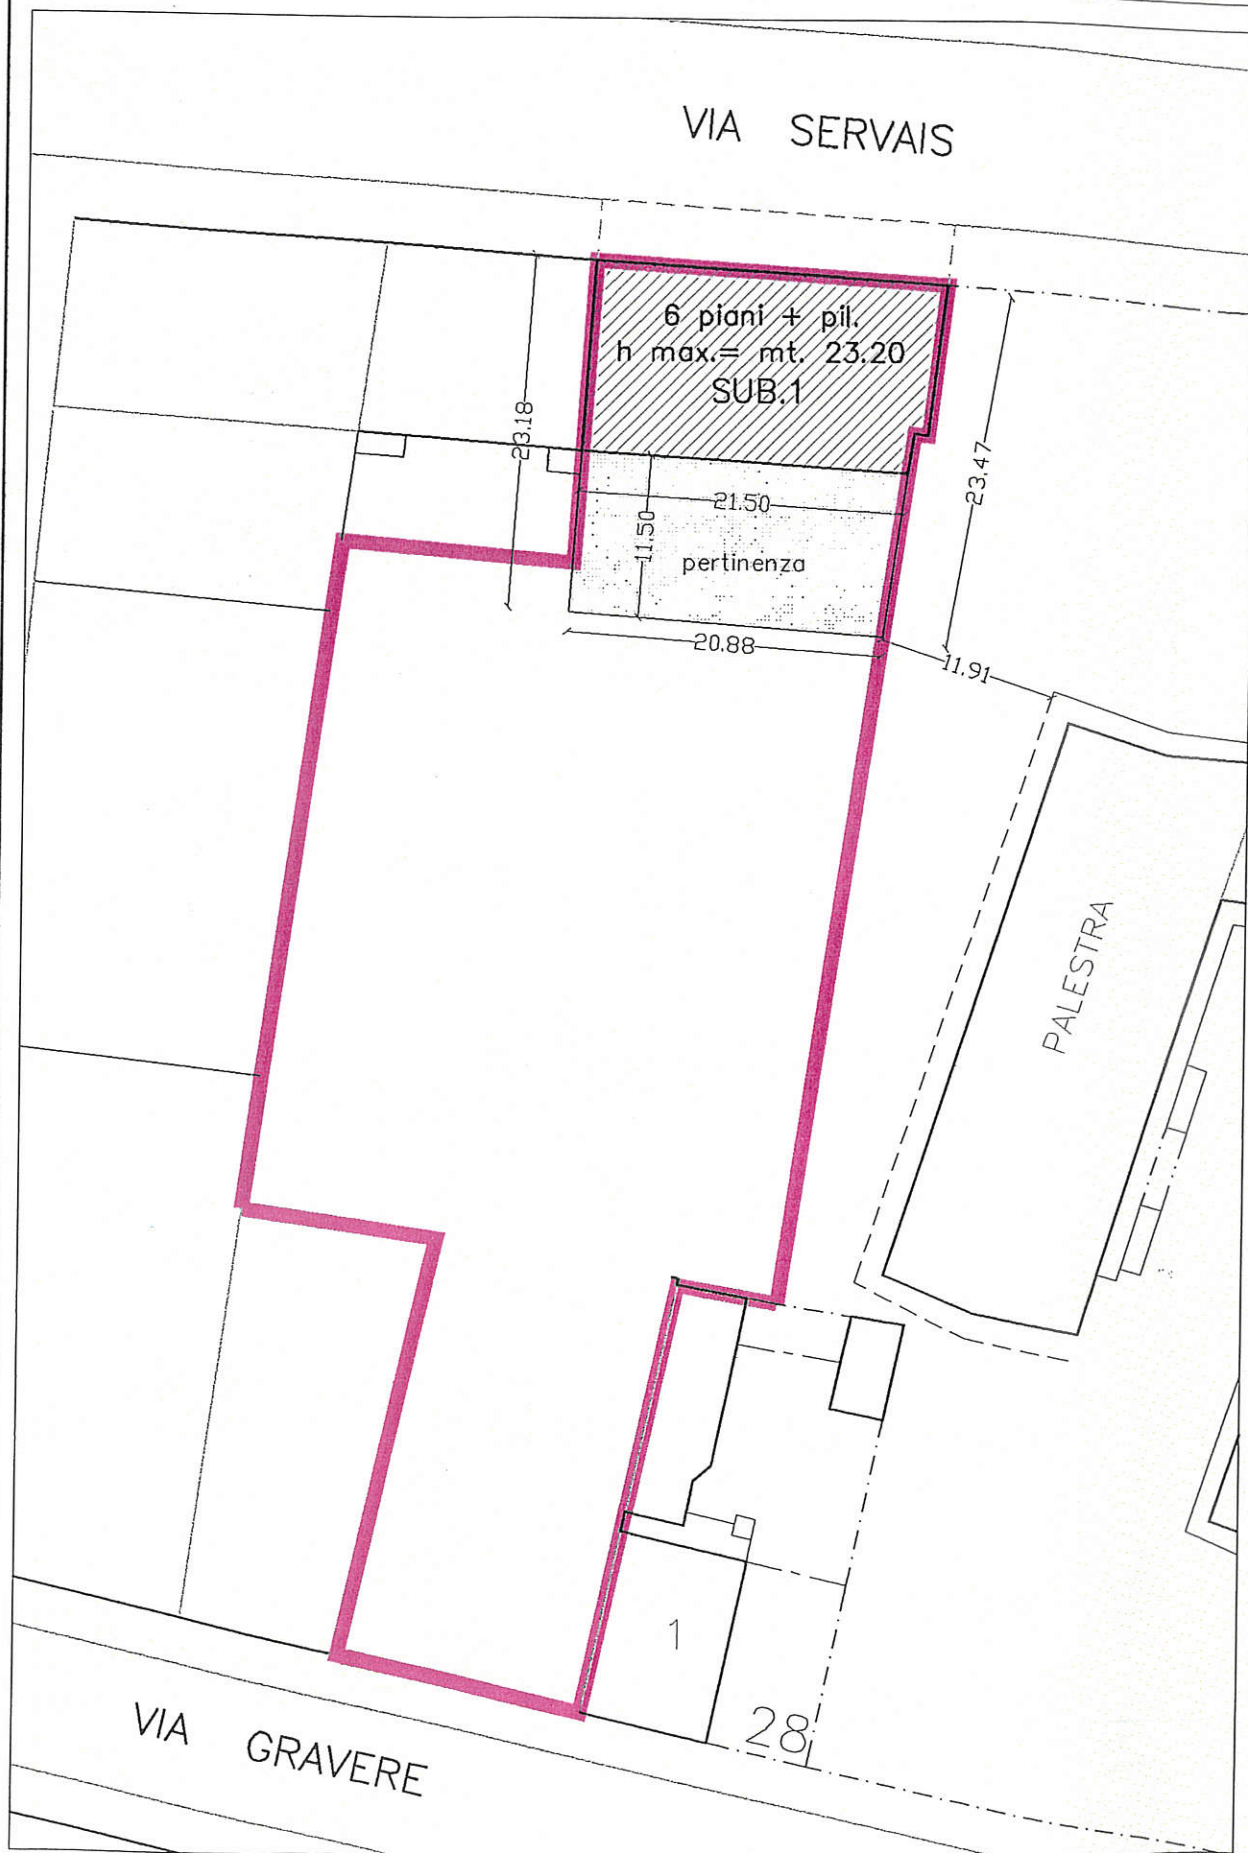 VIA SERVAIS
6 piani + pil.
h max.= mt. 23.20
SUB.1
23.18
23.47
21.50
11.50
pertinenza
20.88
11.91
PALESTRA
1
28
VIA GRAVERE